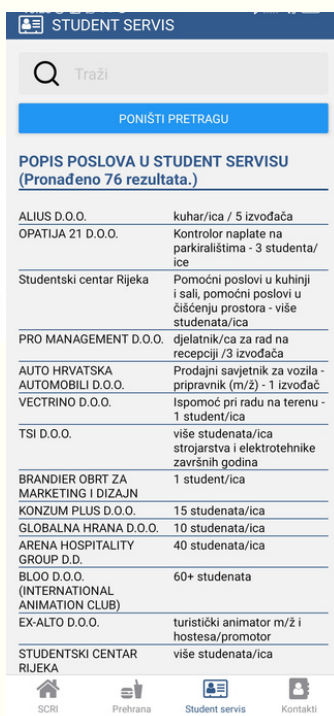 STUDENT SERVIS
Traži
PONIŠTI PRETRAGU
POPIS POSLOVA U STUDENT SERVISU
(Pronađeno 76 rezultata.)
ALIUS D.O.O. kuhar/ica / 5 izvođača
OPATIJA 21 D.O.O. Kontrolor naplate na
parkiralištima - 3 studenta/
ice
Studentski centar Rijeka Pomoćni poslovi u kuhinji
i sali, pomoćni poslovi u
čišćenju prostora - više
studenata/ica
PRO MANAGEMENT D.O.O. djelatnik/ca za rad na
recepciji /3 izvođača
AUTO HRVATSKA Prodajni savjetnik za vozila -
AUTOMOBILI D.O.O. pripravnik (m/ž) - 1 izvođač
VECTRINO D.O.O. Ispomoć pri radu na terenu -
1 student/ica
TSI D.O.O. više studenata/ica
strojarstva i elektrotehnike
završnih godina
BRANDIER OBRT ZA 1 student/ica
MARKETING I DIZAJN
KONZUM PLUS D.O.O. 15 studenata/ica
GLOBALNA HRANA D.O.O. 10 studenata/ica
ARENA HOSPITALITY 40 studenata/ica
GROUP D.D.
BLOO D.O.O. 60+ studenata
(INTERNATIONAL
ANIMATION CLUB)
EX-ALTO D.O.O. turistički animator m/ž i
hostesa/promotor
STUDENTSKI CENTAR više studenata/ica
RIJEKA
SCRI Prehrana Student servis Kontakti